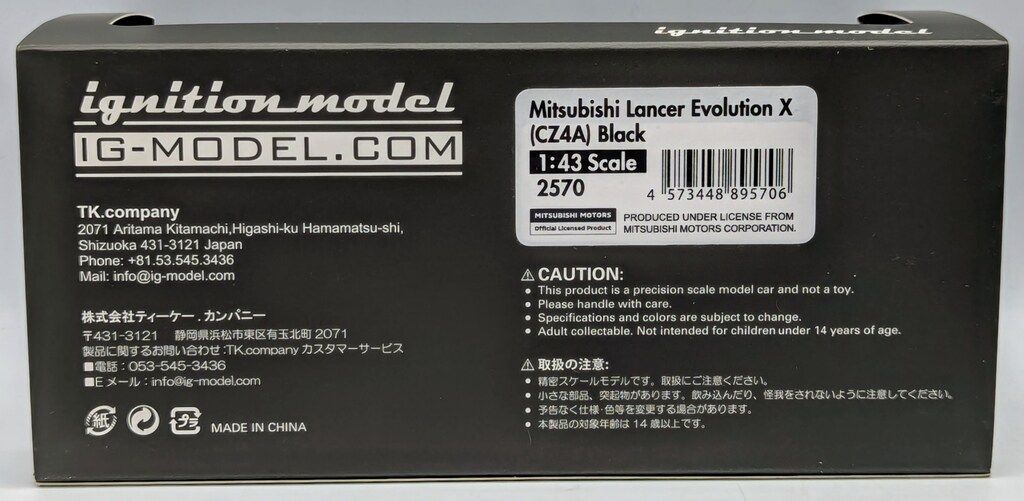 ignition model
ignition model
IG-MODEL.COM
TK.company
2071 Aritama Kitamachi,Higashi-ku Hamamatsu-shi,
Shizuoka 431-3121 Japan
Phone: +81.53.545.3436
Mail: info@ig-model.com
株式会社ティーケー.カンパニー
〒431-3121 静岡県浜松市東区有玉北町 2071
製品に関するお問い合わせ:TK.company カスタマーサービス
■電話:053-545-3436
■E メール:info@ig-model.com
紙 プラ MADE IN CHINA
Mitsubishi Lancer Evolution X
(CZ4A) Black
1:43 Scale
2570
4 573448 895706
MITSUBISHI MOTORS
Official Licensed Product
PRODUCED UNDER LICENSE FROM
MITSUBISHI MOTORS CORPORATION.
⚠ CAUTION:
• This product is a precision scale model car and not a toy.
• Please handle with care.
• Specifications and colors are subject to change.
• Adult collectable. Not intended for children under 14 years of age.
⚠ 取扱の注意:
• 精密スケールモデルです。取扱にご注意ください。
• 小さな部品、突起物があります。飲み込んだり、怪我をされないように注意してください。
• 予告なく仕様・色等を変更する場合があります。
• 本製品の対象年齢は 14 歳以上です。